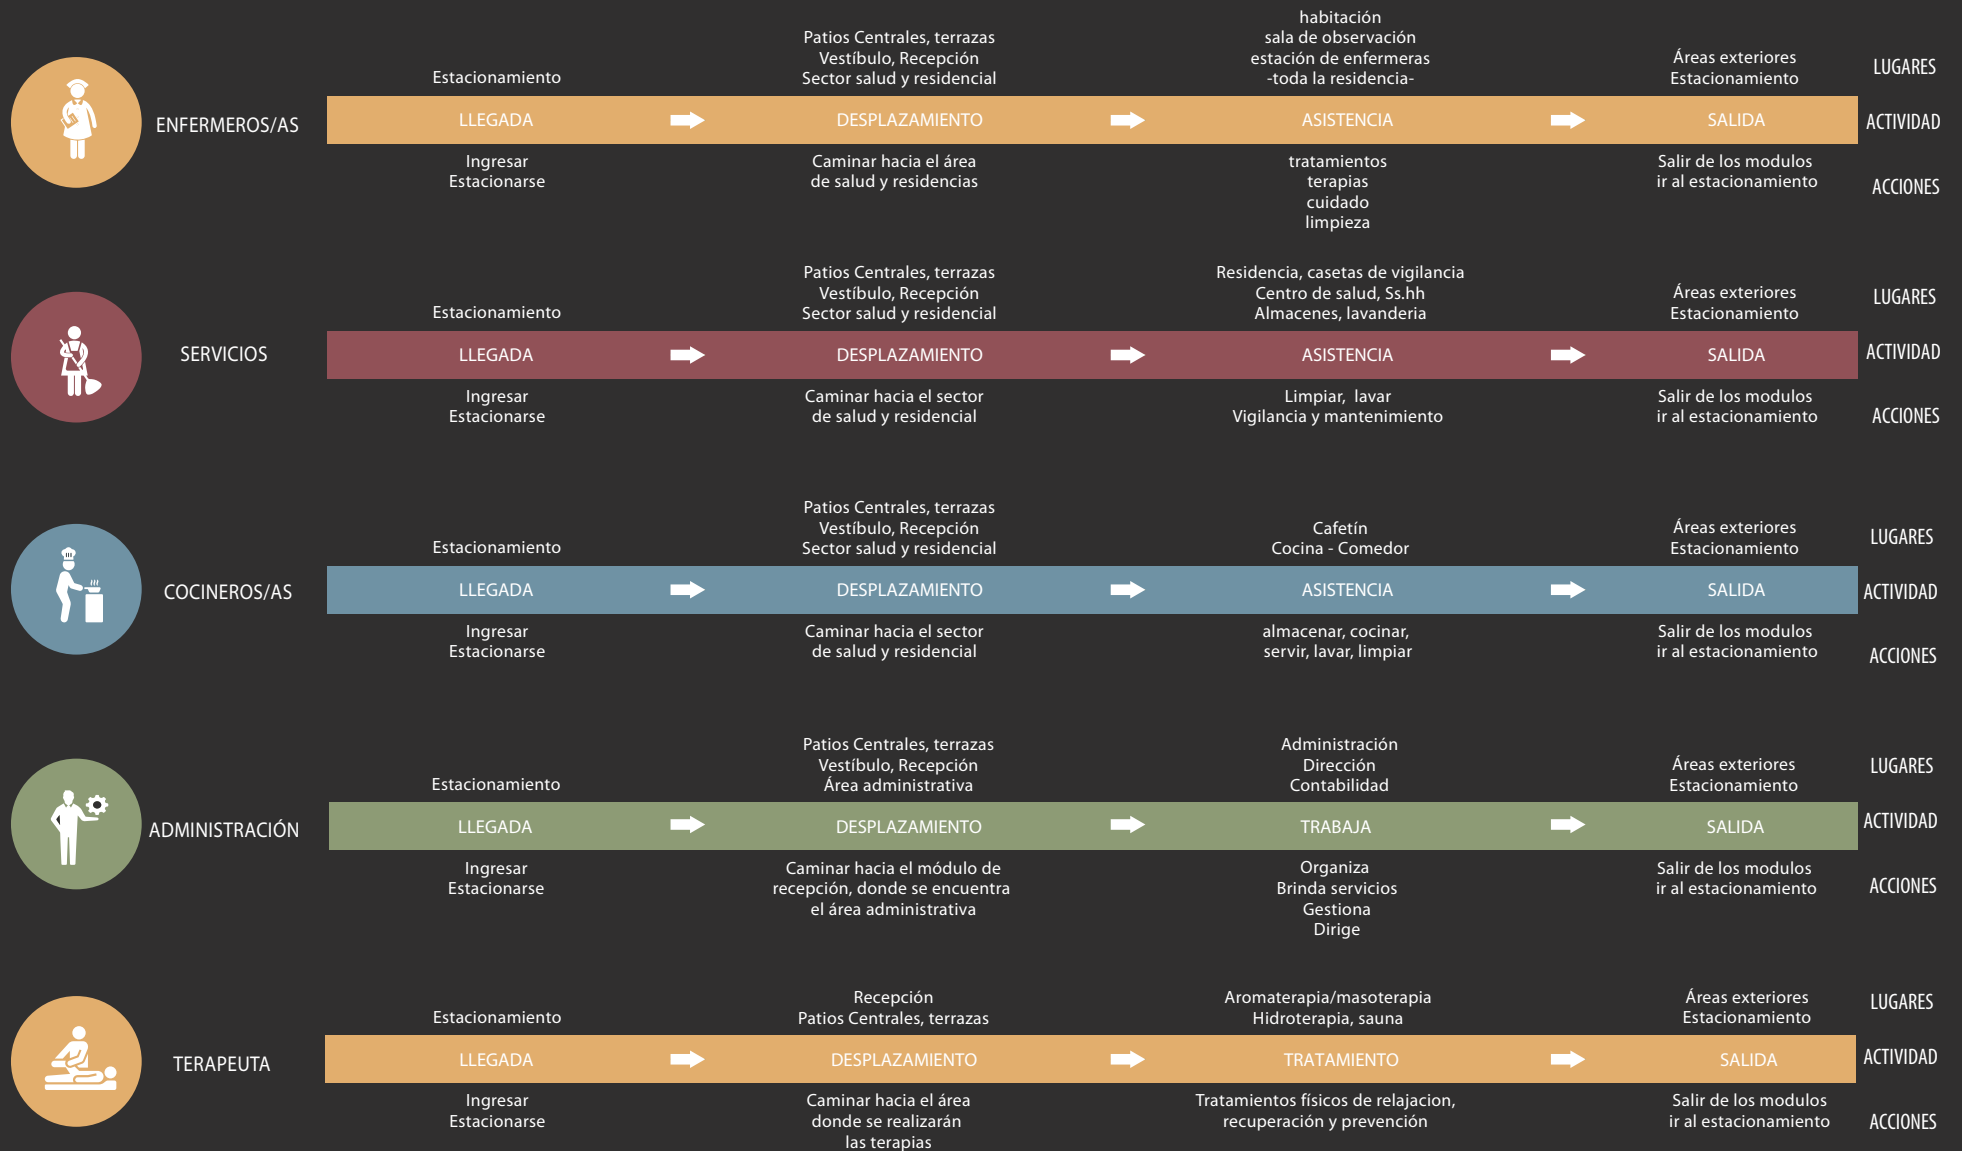 ENFERMEROS/AS
Estacionamiento
Patios Centrales, terrazas
Vestíbulo, Recepción
Sector salud y residencial
habitación
sala de observación
estación de enfermeras
-toda la residencia-
Áreas exteriores
Estacionamiento
LUGARES
LLEGADA
DESPLAZAMIENTO
ASISTENCIA
SALIDA
ACTIVIDAD
Ingresar
Estacionarse
Caminar hacia el área
de salud y residencias
tratamientos
terapias
cuidado
limpieza
Salir de los modulos
ir al estacionamiento
ACCIONES
SERVICIOS
Estacionamiento
Patios Centrales, terrazas
Vestíbulo, Recepción
Sector salud y residencial
Residencia, casetas de vigilancia
Centro de salud, Ss.hh
Almacenes, lavanderia
Áreas exteriores
Estacionamiento
LUGARES
LLEGADA
DESPLAZAMIENTO
ASISTENCIA
SALIDA
ACTIVIDAD
Ingresar
Estacionarse
Caminar hacia el sector
de salud y residencial
Limpiar, lavar
Vigilancia y mantenimiento
Salir de los modulos
ir al estacionamiento
ACCIONES
COCINEROS/AS
Estacionamiento
Patios Centrales, terrazas
Vestíbulo, Recepción
Sector salud y residencial
Cafetín
Cocina - Comedor
Áreas exteriores
Estacionamiento
LUGARES
LLEGADA
DESPLAZAMIENTO
ASISTENCIA
SALIDA
ACTIVIDAD
Ingresar
Estacionarse
Caminar hacia el sector
de salud y residencial
almacenar, cocinar,
servir, lavar, limpiar
Salir de los modulos
ir al estacionamiento
ACCIONES
ADMINISTRACIÓN
Estacionamiento
Patios Centrales, terrazas
Vestíbulo, Recepción
Área administrativa
Administración
Dirección
Contabilidad
Áreas exteriores
Estacionamiento
LUGARES
LLEGADA
DESPLAZAMIENTO
TRABAJA
SALIDA
ACTIVIDAD
Ingresar
Estacionarse
Caminar hacia el módulo de
recepción, donde se encuentra
el área administrativa
Organiza
Brinda servicios
Gestiona
Dirige
Salir de los modulos
ir al estacionamiento
ACCIONES
TERAPEUTA
Estacionamiento
Recepción
Patios Centrales, terrazas
Aromaterapia/masoterapia
Hidroterapia, sauna
Áreas exteriores
Estacionamiento
LUGARES
LLEGADA
DESPLAZAMIENTO
TRATAMIENTO
SALIDA
ACTIVIDAD
Ingresar
Estacionarse
Caminar hacia el área
donde se realizarán
las terapias
Tratamientos físicos de relajacion,
recuperación y prevención
Salir de los modulos
ir al estacionamiento
ACCIONES